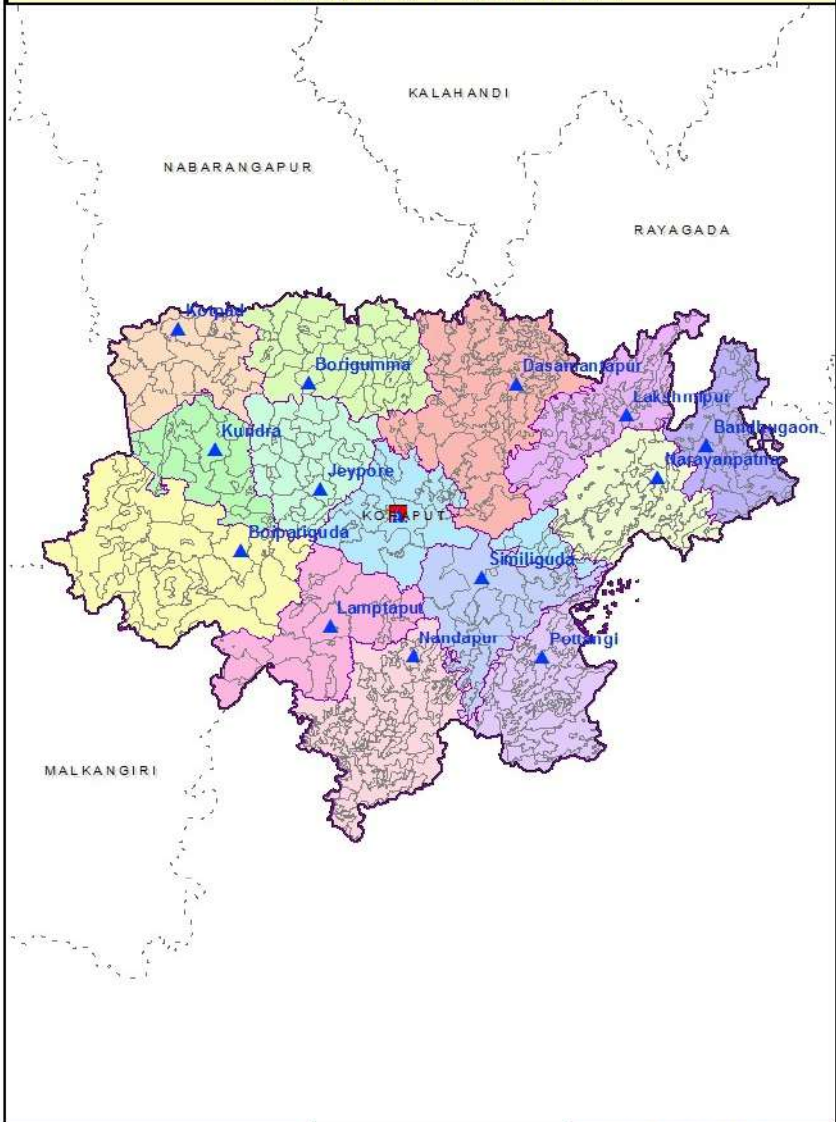 KALAHANDI
NABARANGAPUR
RAYAGADA
Kotpad
Borigumma
Dasamantapur
Lakshmipur
Kundra
Bandhugaon
Jeypore
Narayanpatna
KORAPUT
Boipariguda
Similiguda
Lamptaput
Nandapur
Pottangi
MALKANGIRI